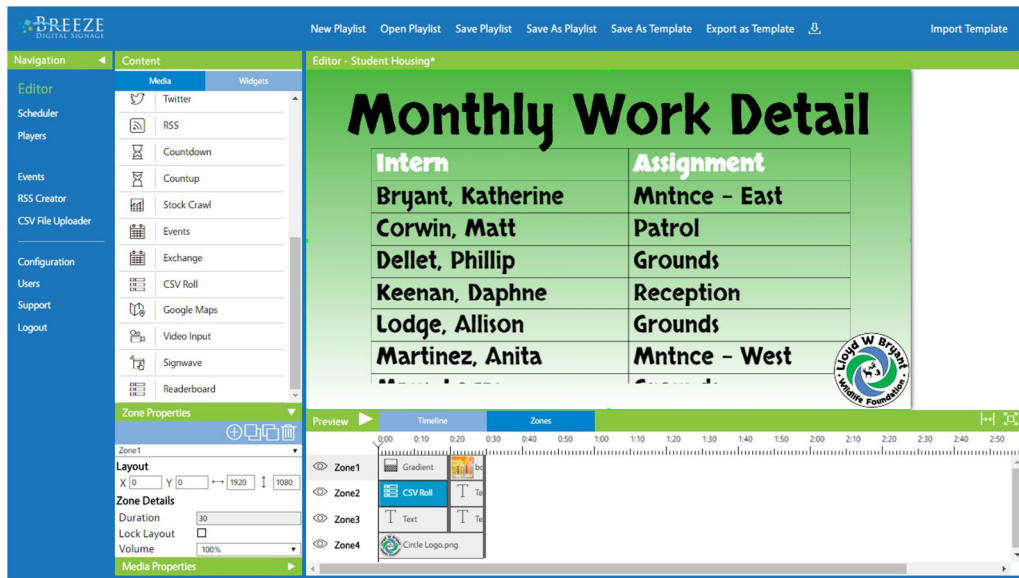 BREEZE
DIGITAL SIGNAGE
New Playlist Open Playlist Save Playlist Save As Playlist Save As Template Export as Template Import Template
Navigation
Editor
Scheduler
Players
Events
RSS Creator
CSV File Uploader
Configuration
Users
Support
Logout
Content
Media Widgets
Twitter
RSS
Countdown
Countup
Stock Crawl
Events
Exchange
CSV Roll
Google Maps
Video Input
Signwave
Readerboard
Zone Properties
Zone1
Layout
X 0 Y 0 1920 1080
Zone Details
Duration 30
Lock Layout
Volume 100%
Media Properties
Editor - Student Housing*
Monthly Work Detail
Intern Assignment
Bryant, Katherine Mntnce - East
Corwin, Matt Patrol
Dellet, Phillip Grounds
Keenan, Daphne Reception
Lodge, Allison Grounds
Martinez, Anita Mntnce - West
Lloyd W Bryant
Wildlife Foundation
Preview Timeline Zones
0:00 0:10 0:20 0:30 0:40 0:50 1:00 1:10 1:20 1:30 1:40 1:50 2:00 2:10 2:20 2:30 2:40 2:50
Zone1 Gradient bc
Zone2 CSV Roll Te
Zone3 Text Te
Zone4 Circle Logo.png